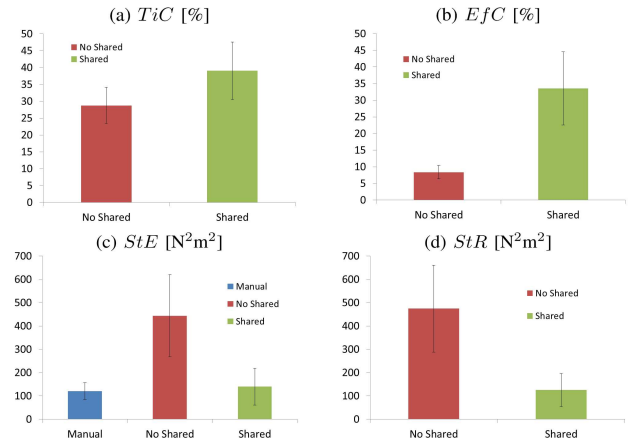 (a) TiC [%]
50
45
40
35
30
25
20
15
10
5
0
No Shared
Shared
No Shared
Shared
(b) EfC [%]
50
45
40
35
30
25
20
15
10
5
0
No Shared
Shared
No Shared
Shared
(c) StE [N²m²]
700
600
500
400
300
200
100
0
Manual
No Shared
Shared
Manual
No Shared
Shared
(d) StR [N²m²]
700
600
500
400
300
200
100
0
No Shared
Shared
No Shared
Shared